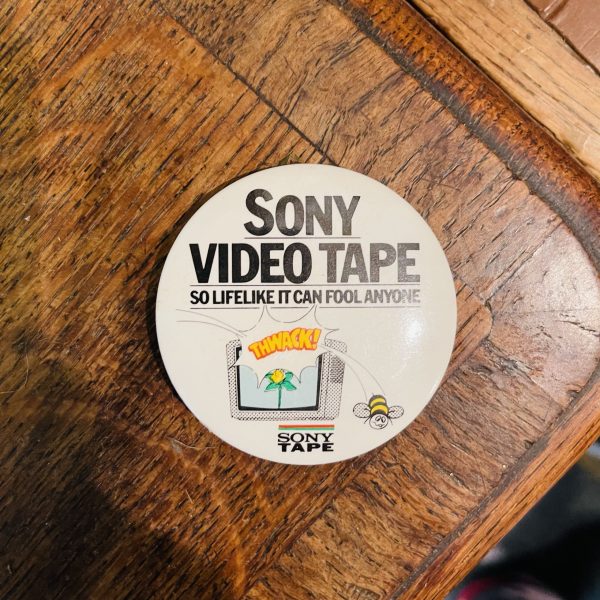 SONY
VIDEO TAPE
SO LIFELIKE IT CAN FOOL ANYONE
THWACK!
SONY
TAPE